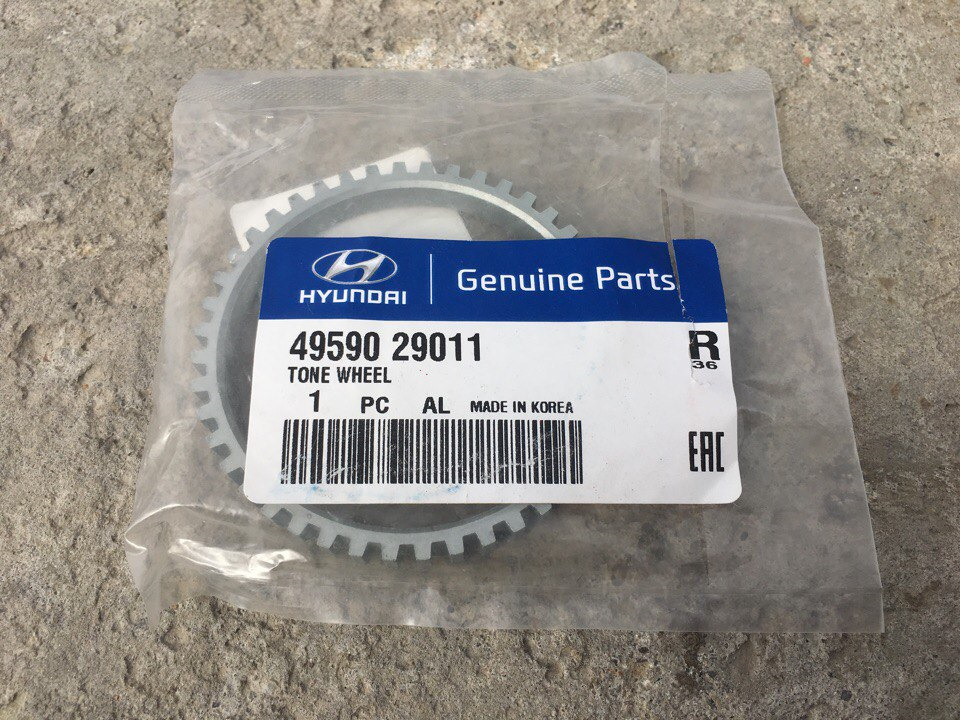 HYUNDAI
Genuine Parts
49590 29011
TONE WHEEL
1 PC AL MADE IN KOREA
R
36
EAC